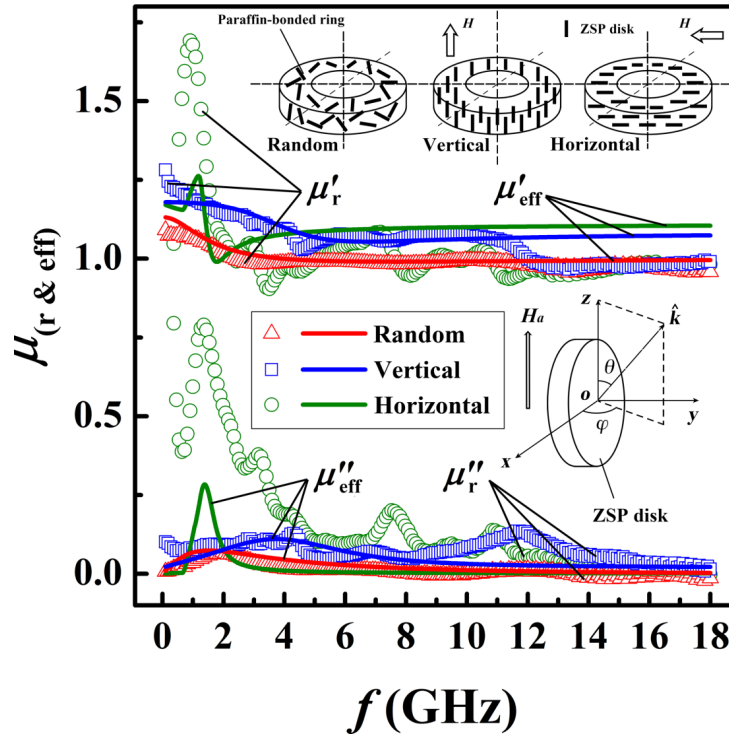 Paraffin-bonded ring
H
ZSP disk
H
Random
Vertical
Horizontal
1.5
μ′r
μ′eff
1.0
μ(r & eff)
Random
Vertical
Horizontal
Ha
z
k̂
θ
o
y
φ
x
ZSP disk
0.5
μ″eff
μ″r
0.0
0 2 4 6 8 10 12 14 16 18
f (GHz)